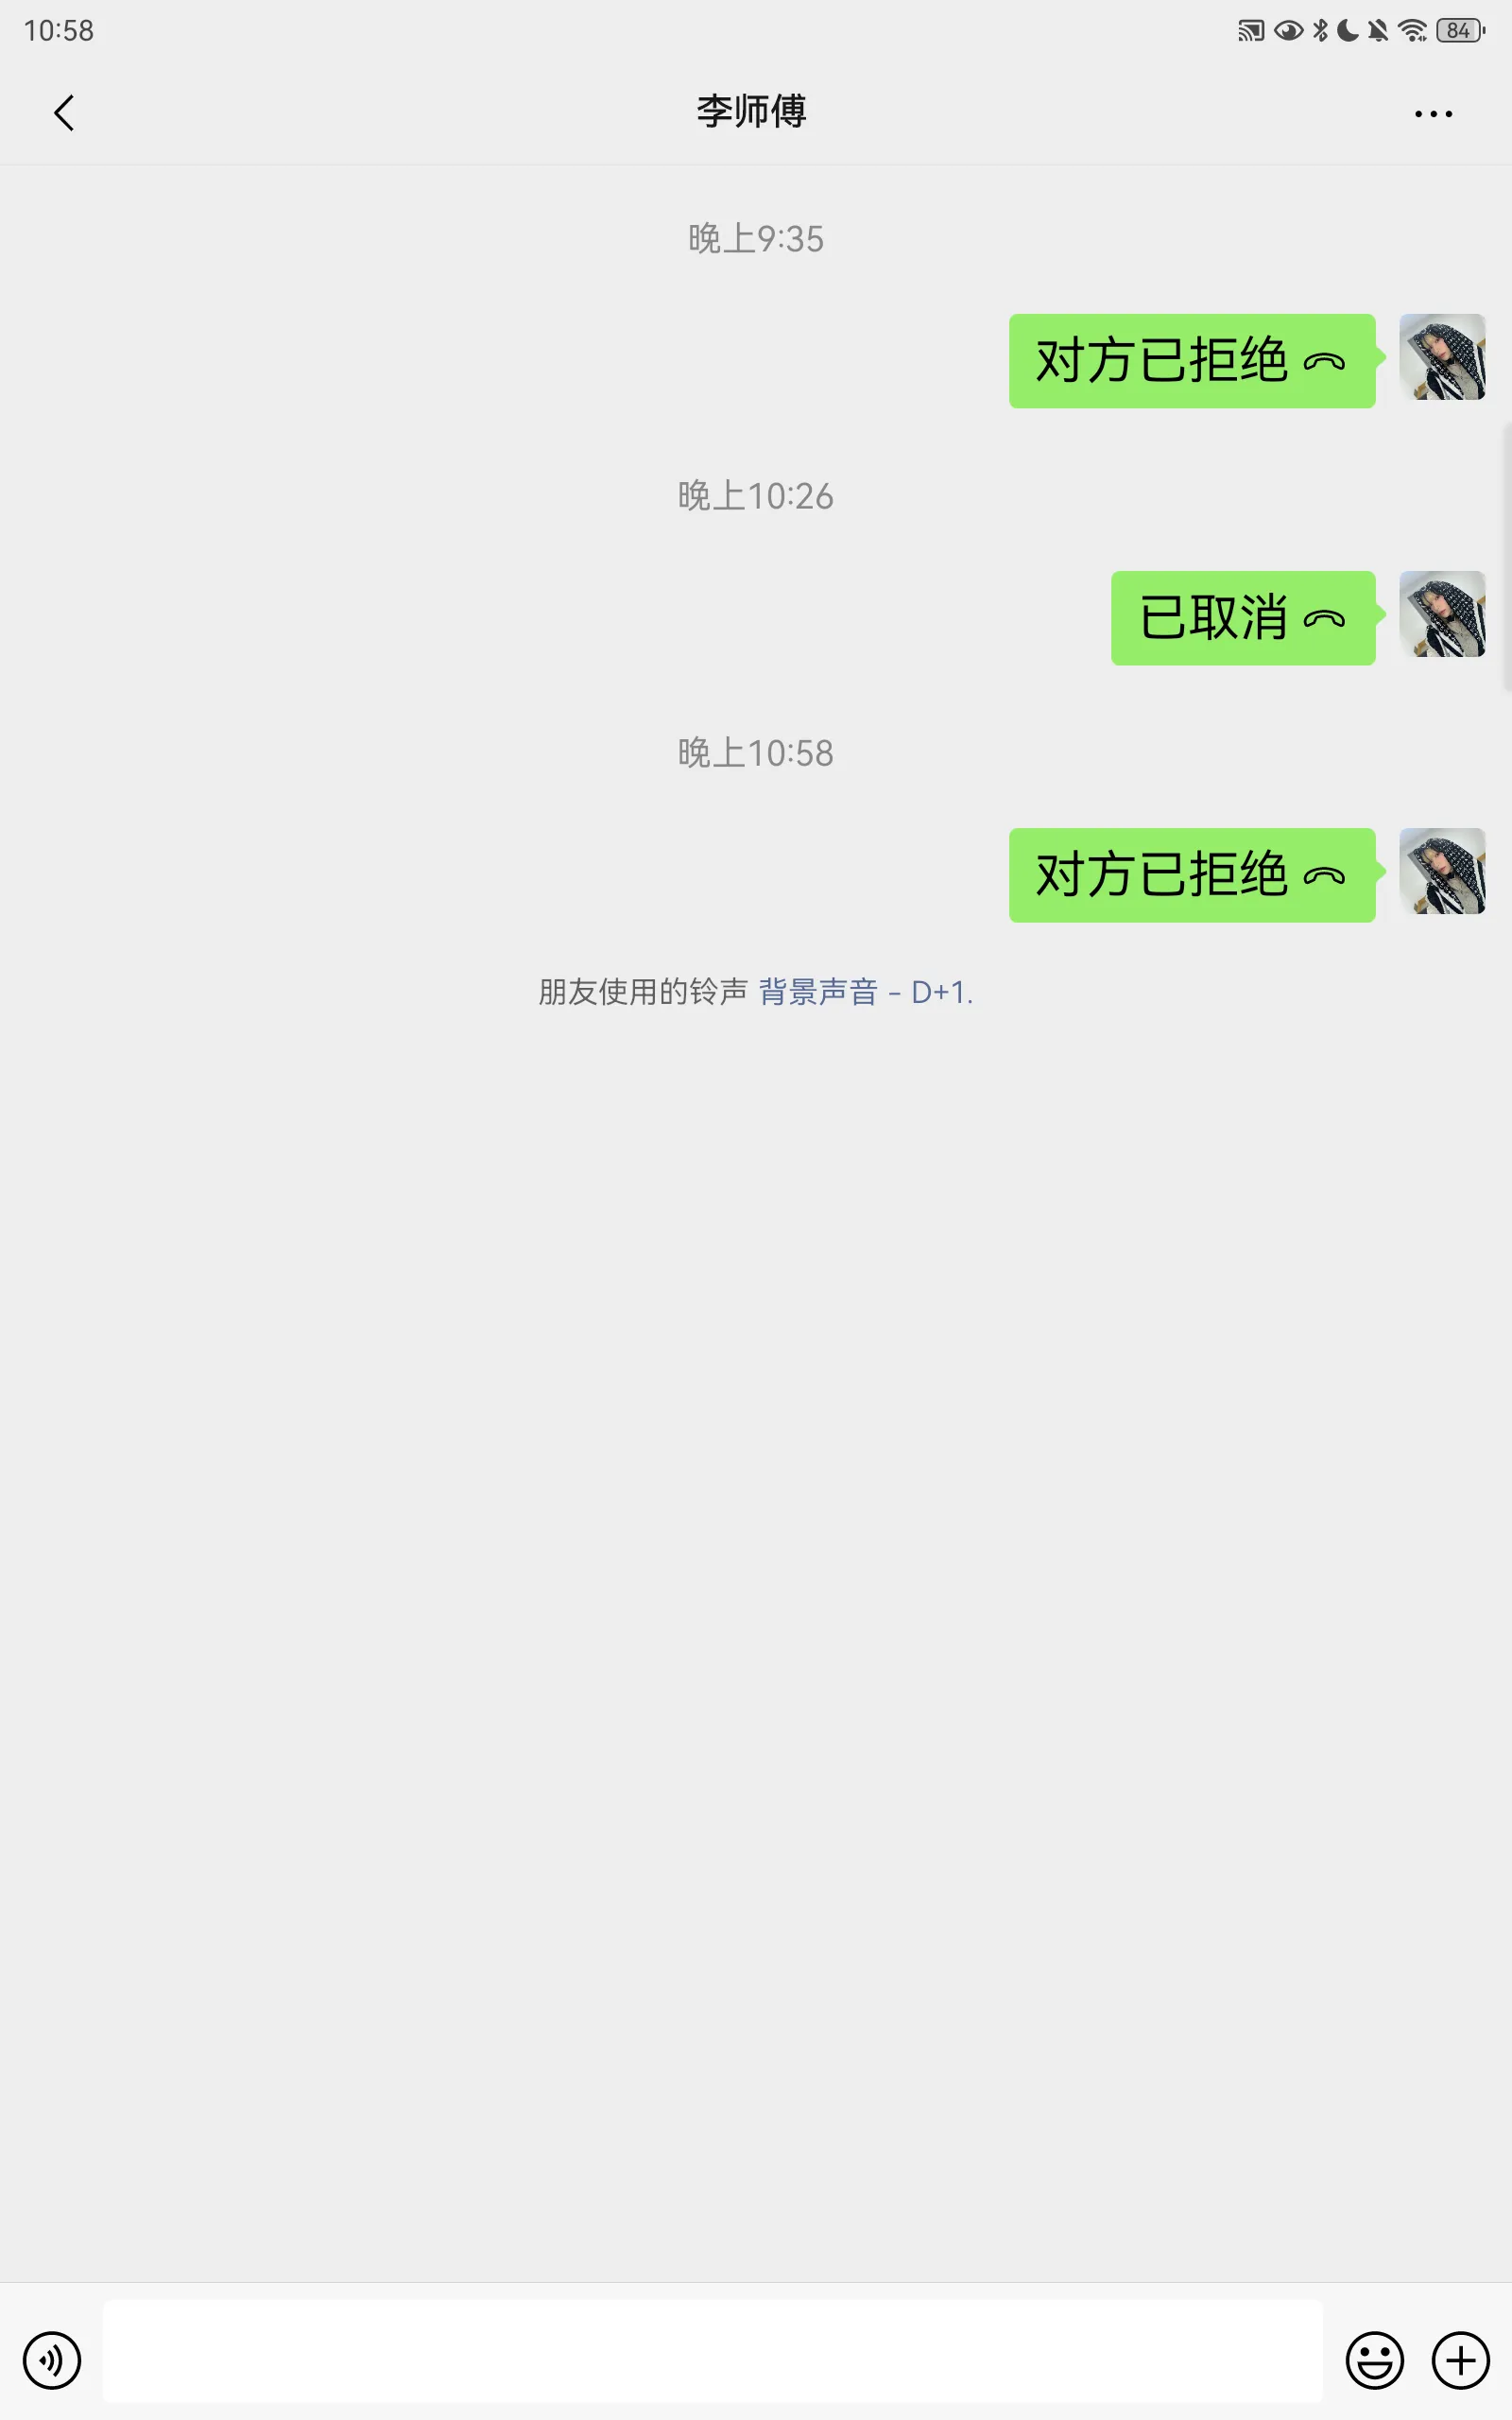 10:58
84
李师傅
晚上9:35
对方已拒绝
晚上10:26
已取消
晚上10:58
对方已拒绝
朋友使用的铃声 背景声音 - D+1.